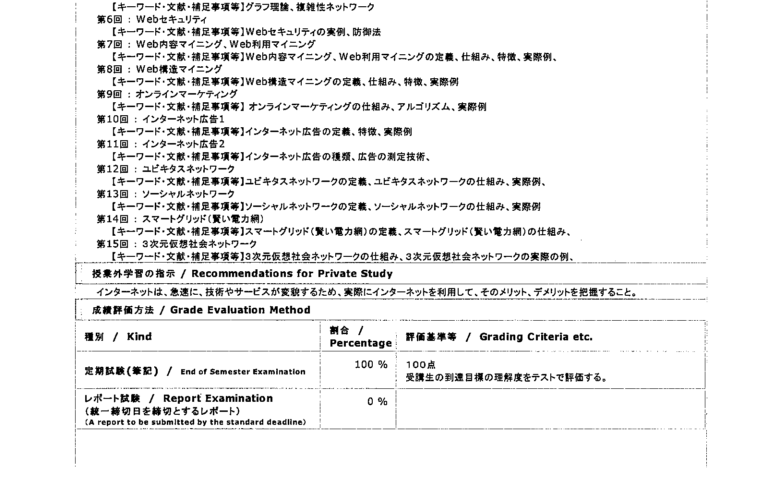 【キーワード・文献・補足事項等】グラフ理論、複雑性ネットワーク
第6回 : Webセキュリティ
【キーワード・文献・補足事項等】Webセキュリティの実例、防御法
第7回 : Web内容マイニング、Web利用マイニング
【キーワード・文献・補足事項等】Web内容マイニング、Web利用マイニングの定義、仕組み、特徴、実際例、
第8回 : Web構造マイニング
【キーワード・文献・補足事項等】Web構造マイニングの定義、仕組み、特徴、実際例
第9回 : オンラインマーケティング
【キーワード・文献・補足事項等】 オンラインマーケティングの仕組み、アルゴリズム、実際例
第10回 : インターネット広告1
【キーワード・文献・補足事項等】インターネット広告の定義、特徴、実際例
第11回 : インターネット広告2
【キーワード・文献・補足事項等】インターネット広告の種類、広告の測定技術、
第12回 : ユビキタスネットワーク
【キーワード・文献・補足事項等】ユビキタスネットワークの定義、ユビキタスネットワークの仕組み、実際例、
第13回 : ソーシャルネットワーク
【キーワード・文献・補足事項等】ソーシャルネットワークの定義、ソーシャルネットワークの仕組み、実際例
第14回 : スマートグリッド(賢い電力網)
【キーワード・文献・補足事項等】スマートグリッド(賢い電力網)の定義、スマートグリッド(賢い電力網)の仕組み、
第15回 : 3次元仮想社会ネットワーク
【キーワード・文献・補足事項等】3次元仮想社会ネットワークの仕組み、3次元仮想社会ネットワークの実際の例、
授業外学習の指示 / Recommendations for Private Study
インターネットは、急速に、技術やサービスが変貌するため、実際にインターネットを利用して、そのメリット、デメリットを把握すること。
成績評価方法 / Grade Evaluation Method
種別 / Kind
割合 /
Percentage
評価基準等 / Grading Criteria etc.
定期試験(筆記) / End of Semester Examination
100 %
100点
受講生の到達目標の理解度をテストで評価する。
レポート試験 / Report Examination
(統一締切日を締切とするレポート)
(A report to be submitted by the standard deadline)
0 %